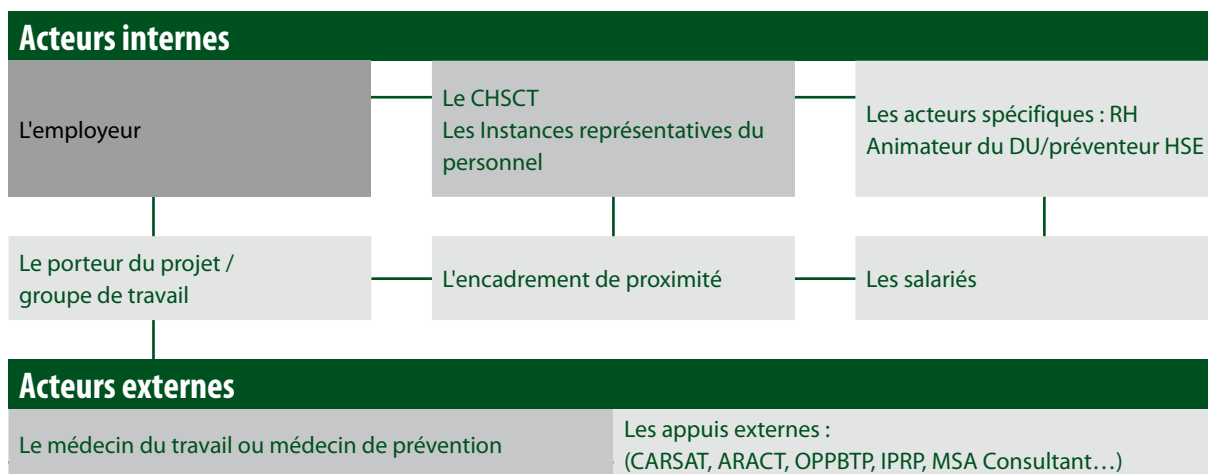 Acteurs internes
L'employeur
Le CHSCT
Les Instances représentatives du
personnel
Les acteurs spécifiques : RH
Animateur du DU/préventeur HSE
Le porteur du projet /
groupe de travail
L'encadrement de proximité
Les salariés
Acteurs externes
Le médecin du travail ou médecin de prévention
Les appuis externes :
(CARSAT, ARACT, OPPBTP, IPRP, MSA Consultant…)